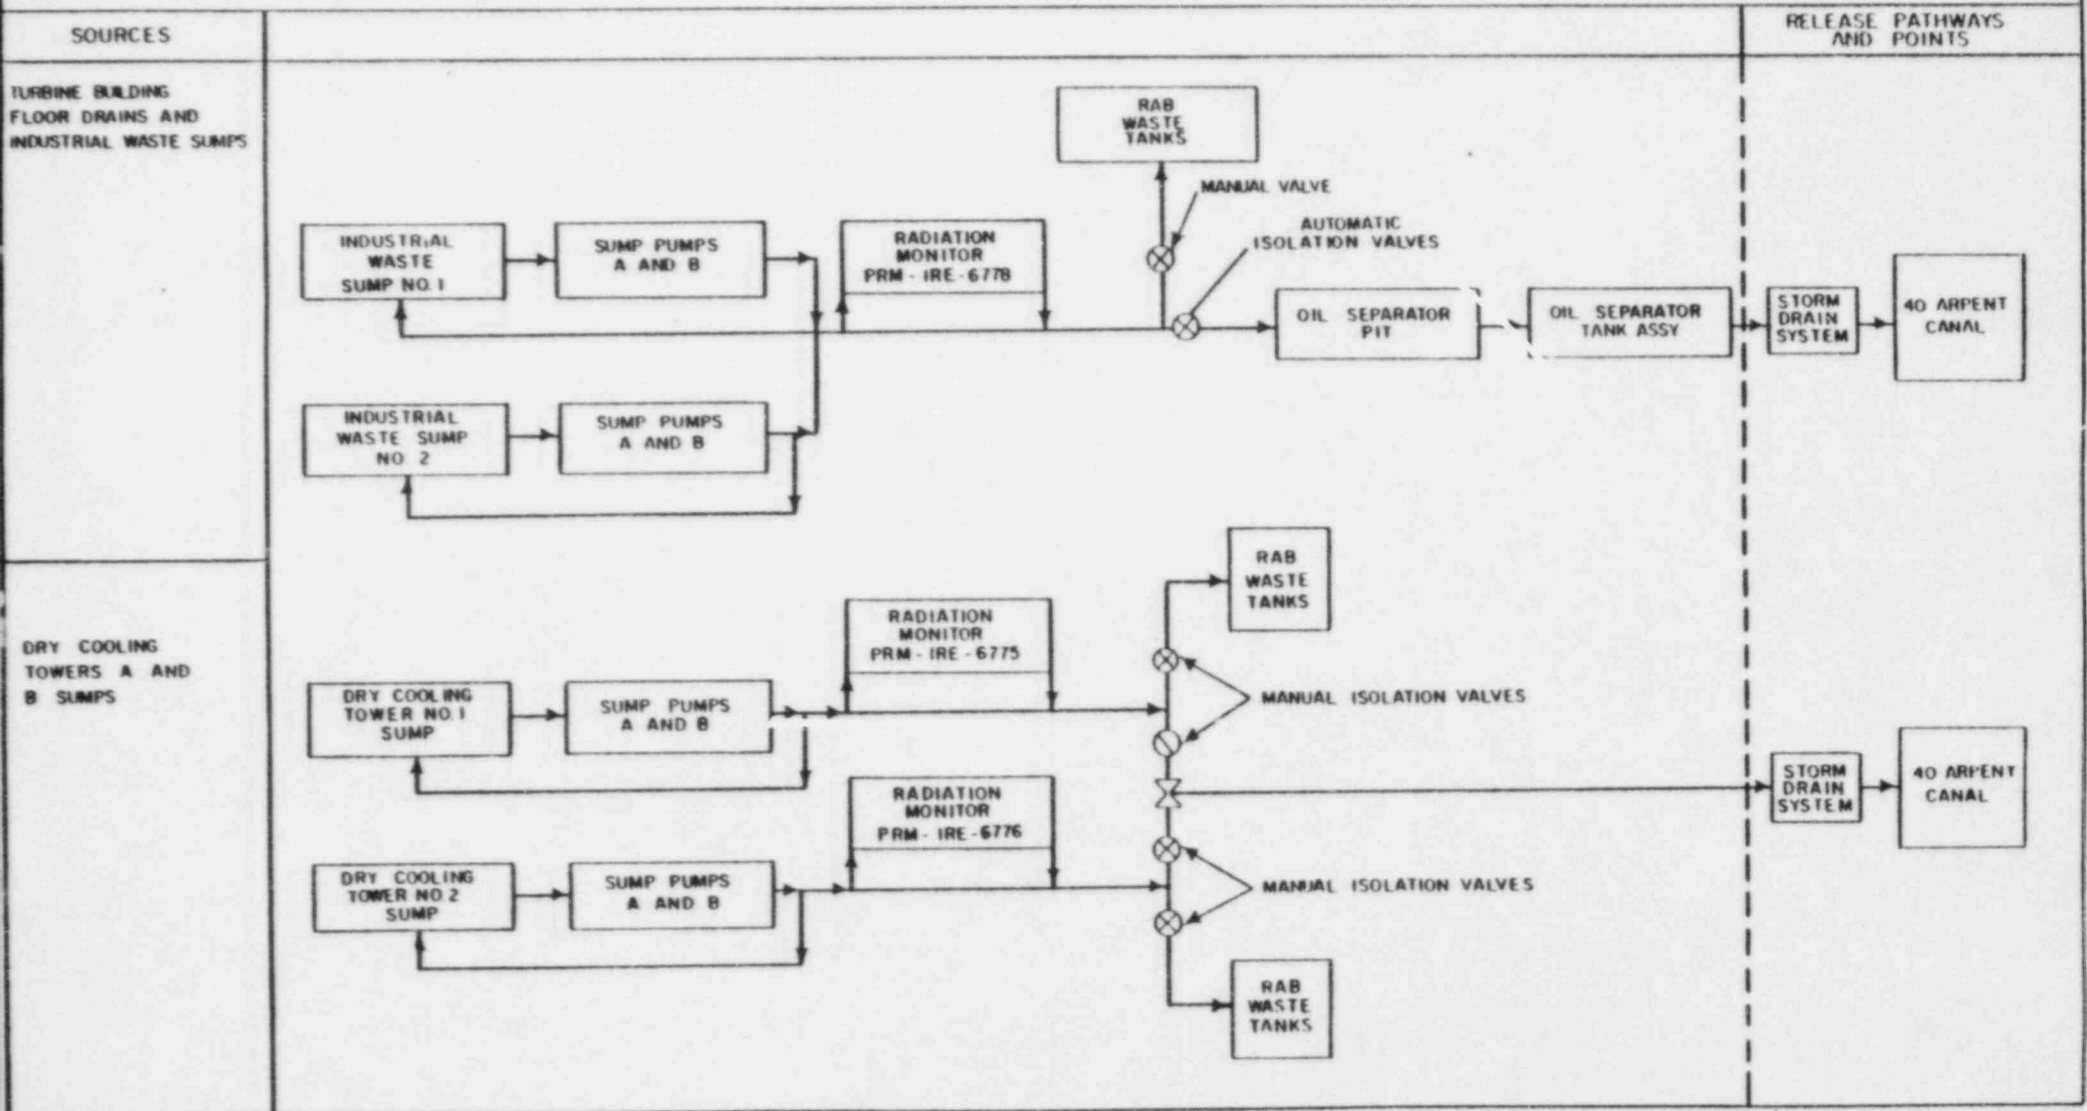 SOURCES
RELEASE PATHWAYS
AND POINTS
TURBINE BUILDING
FLOOR DRAINS AND
INDUSTRIAL WASTE SUMPS
RAB
WASTE
TANKS
MANUAL VALVE
AUTOMATIC
ISOLATION VALVES
INDUSTRIAL
WASTE
SUMP NO. 1
SUMP PUMPS
A AND B
RADIATION
MONITOR
PRM - IRE - 6778
OIL SEPARATOR
PIT
OIL SEPARATOR
TANK ASSY
STORM
DRAIN
SYSTEM
40 ARPENT
CANAL
INDUSTRIAL
WASTE SUMP
NO. 2
SUMP PUMPS
A AND B
DRY COOLING
TOWERS A AND
B SUMPS
RAB
WASTE
TANKS
RADIATION
MONITOR
PRM - IRE - 6775
MANUAL ISOLATION VALVES
DRY COOLING
TOWER NO. 1
SUMP
SUMP PUMPS
A AND B
RADIATION
MONITOR
PRM - IRE - 6776
STORM
DRAIN
SYSTEM
40 ARPENT
CANAL
DRY COOLING
TOWER NO. 2
SUMP
SUMP PUMPS
A AND B
MANUAL ISOLATION VALVES
RAB
WASTE
TANKS